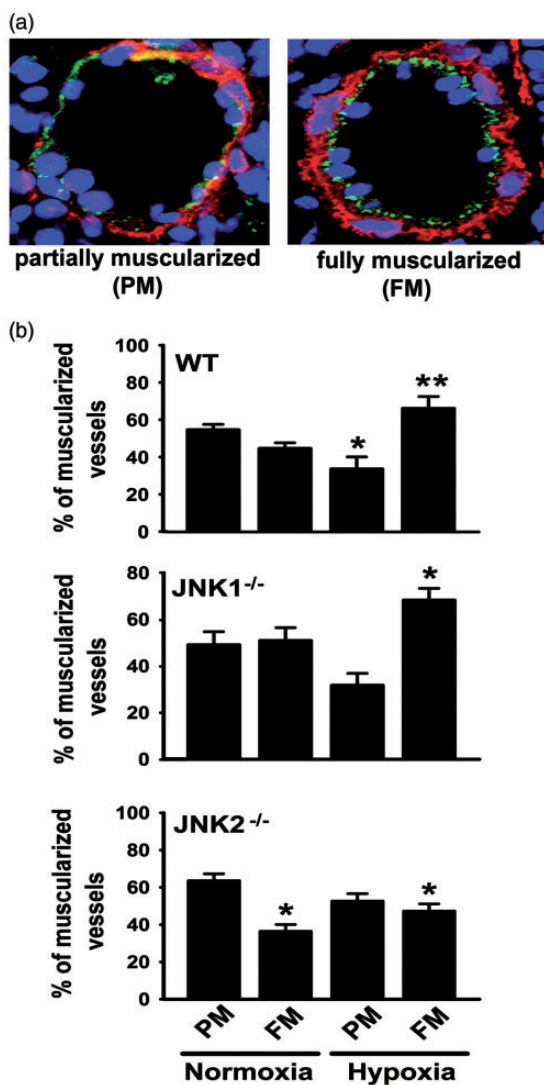 (a)
partially muscularized
(PM)
fully muscularized
(FM)
(b)
% of muscularized
vessels
100
80
60
40
20
0
WT
*
**
% of muscularized
vessels
80
60
40
20
0
JNK1-/-
*
% of muscularized
vessels
100
80
60
40
20
0
JNK2 -/-
*
*
PM FM PM FM
Normoxia Hypoxia